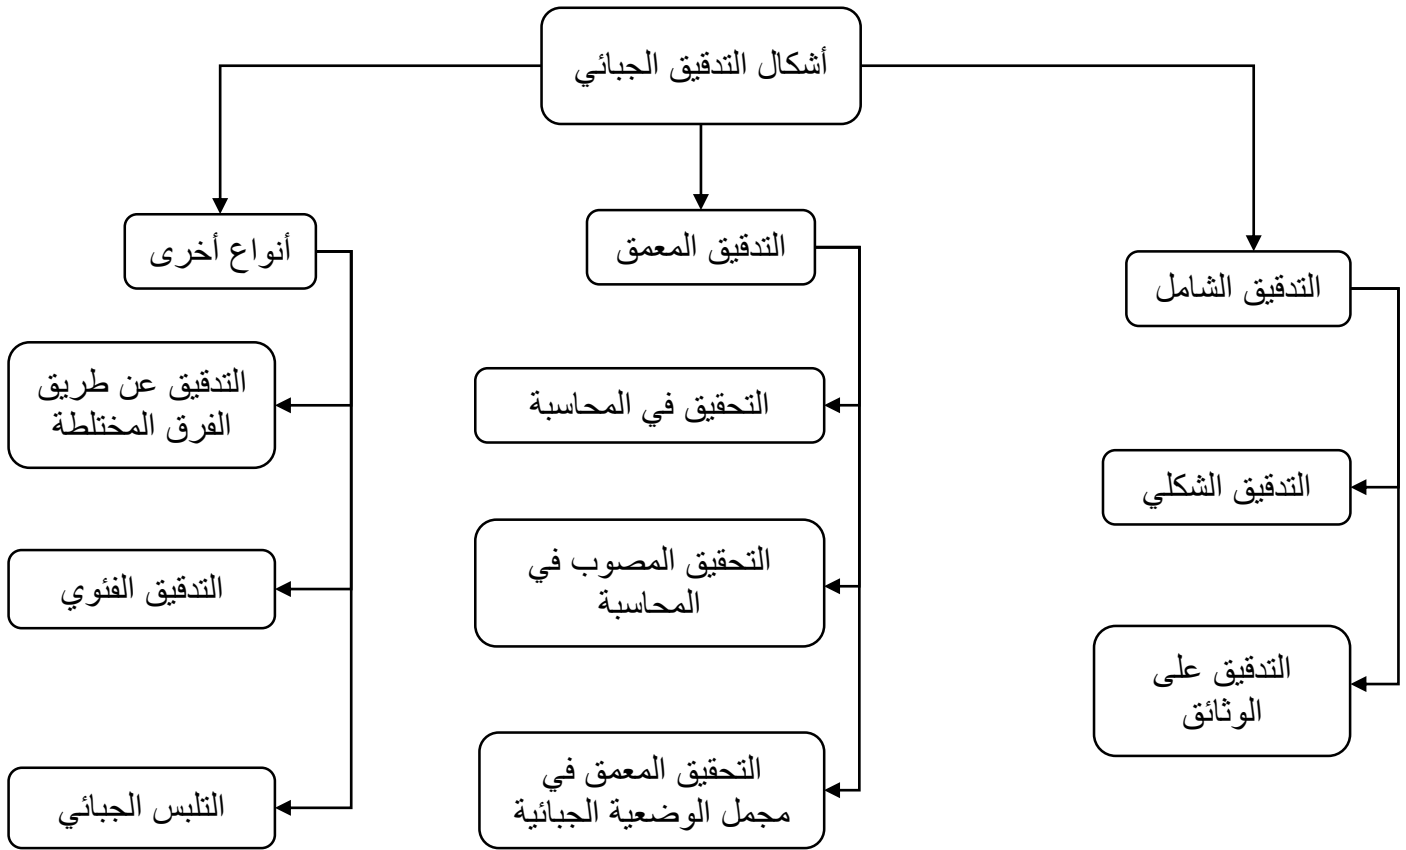 أشكال التدقيق الجبائي
التدقيق الشامل
التدقيق الشكلي
التدقيق على
الوثائق
التدقيق المعمق
التحقيق في المحاسبة
التحقيق المصوب في
المحاسبة
التحقيق المعمق في
مجمل الوضعية الجبائية
أنواع أخرى
التدقيق عن طريق
الفرق المختلطة
التدقيق الفئوي
التلبس الجبائي